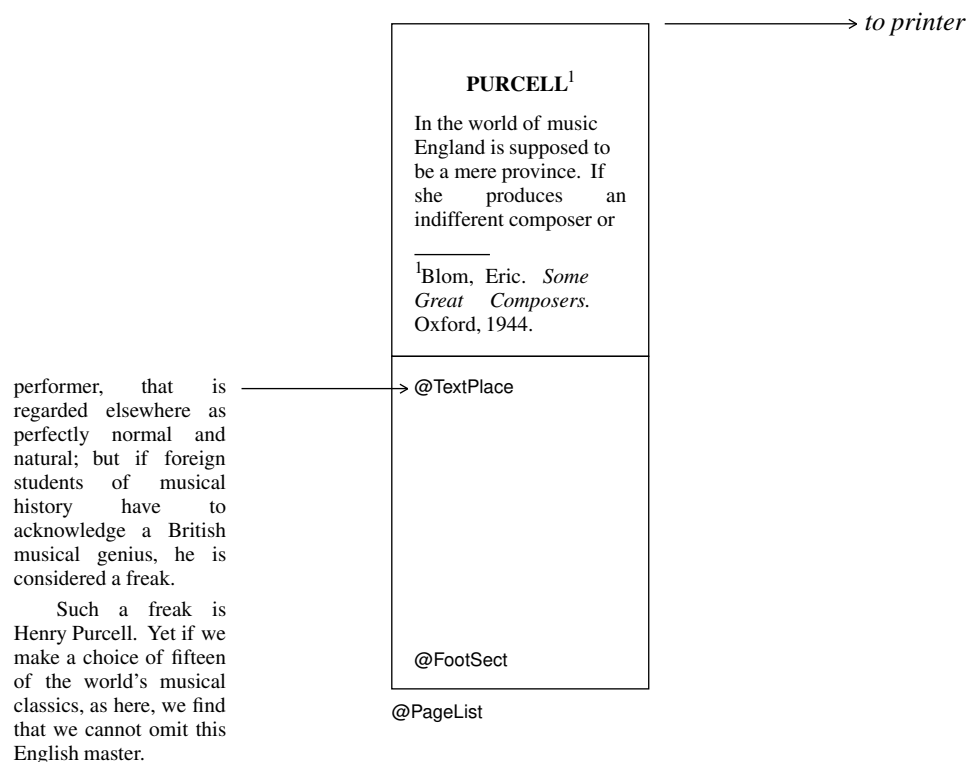 to printer
PURCELL1
In the world of music
England is supposed to
be a mere province. If
she produces an
indifferent composer or
1Blom, Eric. Some
Great Composers.
Oxford, 1944.
performer, that is
regarded elsewhere as
perfectly normal and
natural; but if foreign
students of musical
history have to
acknowledge a British
musical genius, he is
considered a freak.
Such a freak is
Henry Purcell. Yet if we
make a choice of fifteen
of the world's musical
classics, as here, we find
that we cannot omit this
English master.
@TextPlace
@FootSect
@PageList